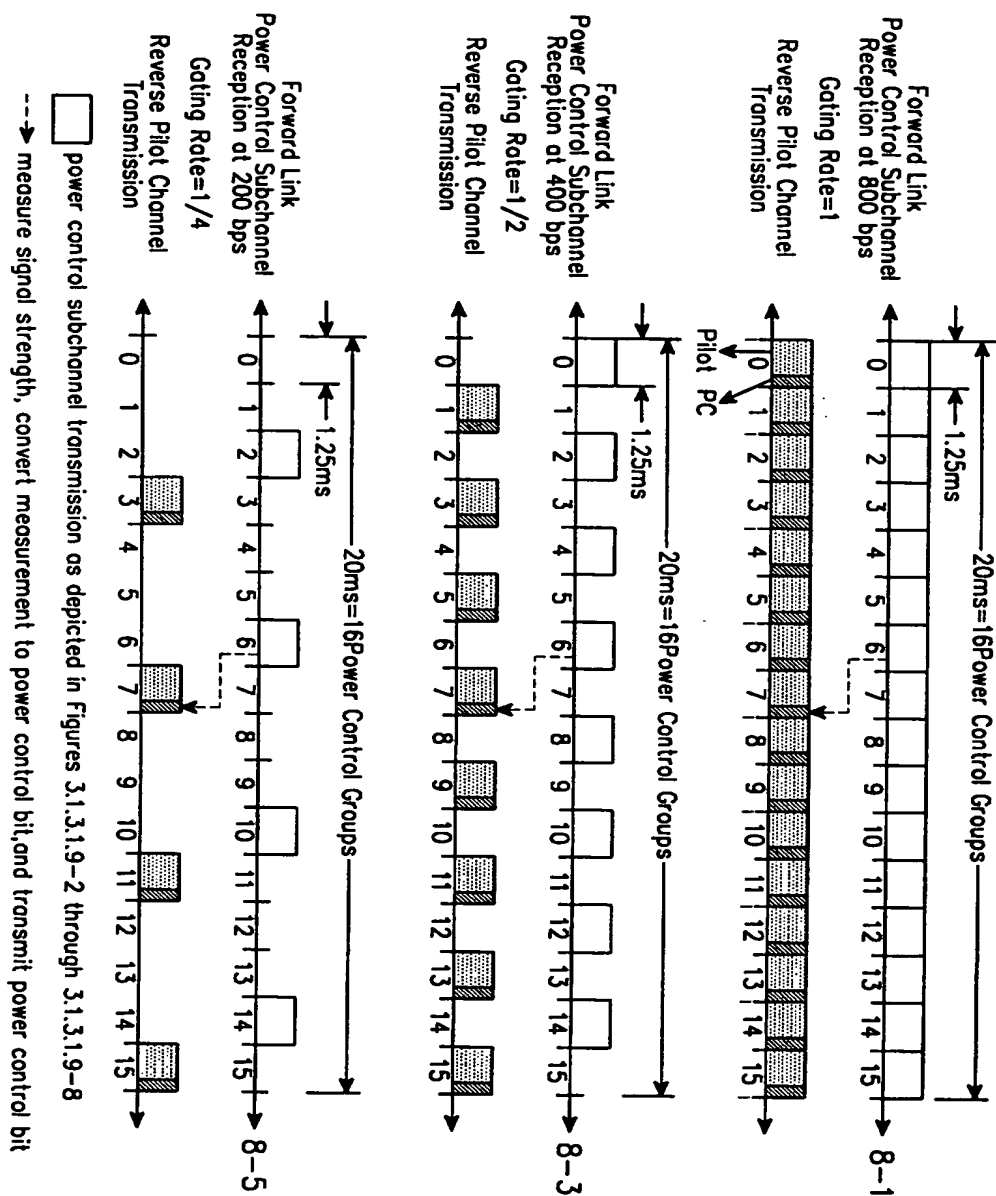 20ms=16Power Control Groups
1.25ms
Forward Link
Power Control Subchannel
Reception at 800 bps
0 1 2 3 4 5 6 7 8 9 10 11 12 13 14 15
8-1
Gating Rate=1
Reverse Pilot Channel
Transmission
0 1 2 3 4 5 6 7 8 9 10 11 12 13 14 15
Pilot PC
20ms=16Power Control Groups
1.25ms
Forward Link
Power Control Subchannel
Reception at 400 bps
0 1 2 3 4 5 6 7 8 9 10 11 12 13 14 15
8-3
Gating Rate=1/2
Reverse Pilot Channel
Transmission
0 1 2 3 4 5 6 7 8 9 10 11 12 13 14 15
20ms=16Power Control Groups
1.25ms
Forward Link
Power Control Subchannel
Reception at 200 bps
0 1 2 3 4 5 6 7 8 9 10 11 12 13 14 15
8-5
Gating Rate=1/4
Reverse Pilot Channel
Transmission
0 1 2 3 4 5 6 7 8 9 10 11 12 13 14 15
power control subchannel transmission as depicted in Figures 3.1.3.1.9-2 through 3.1.3.1.9-8
measure signal strength, convert measurement to power control bit,and transmit power control bit